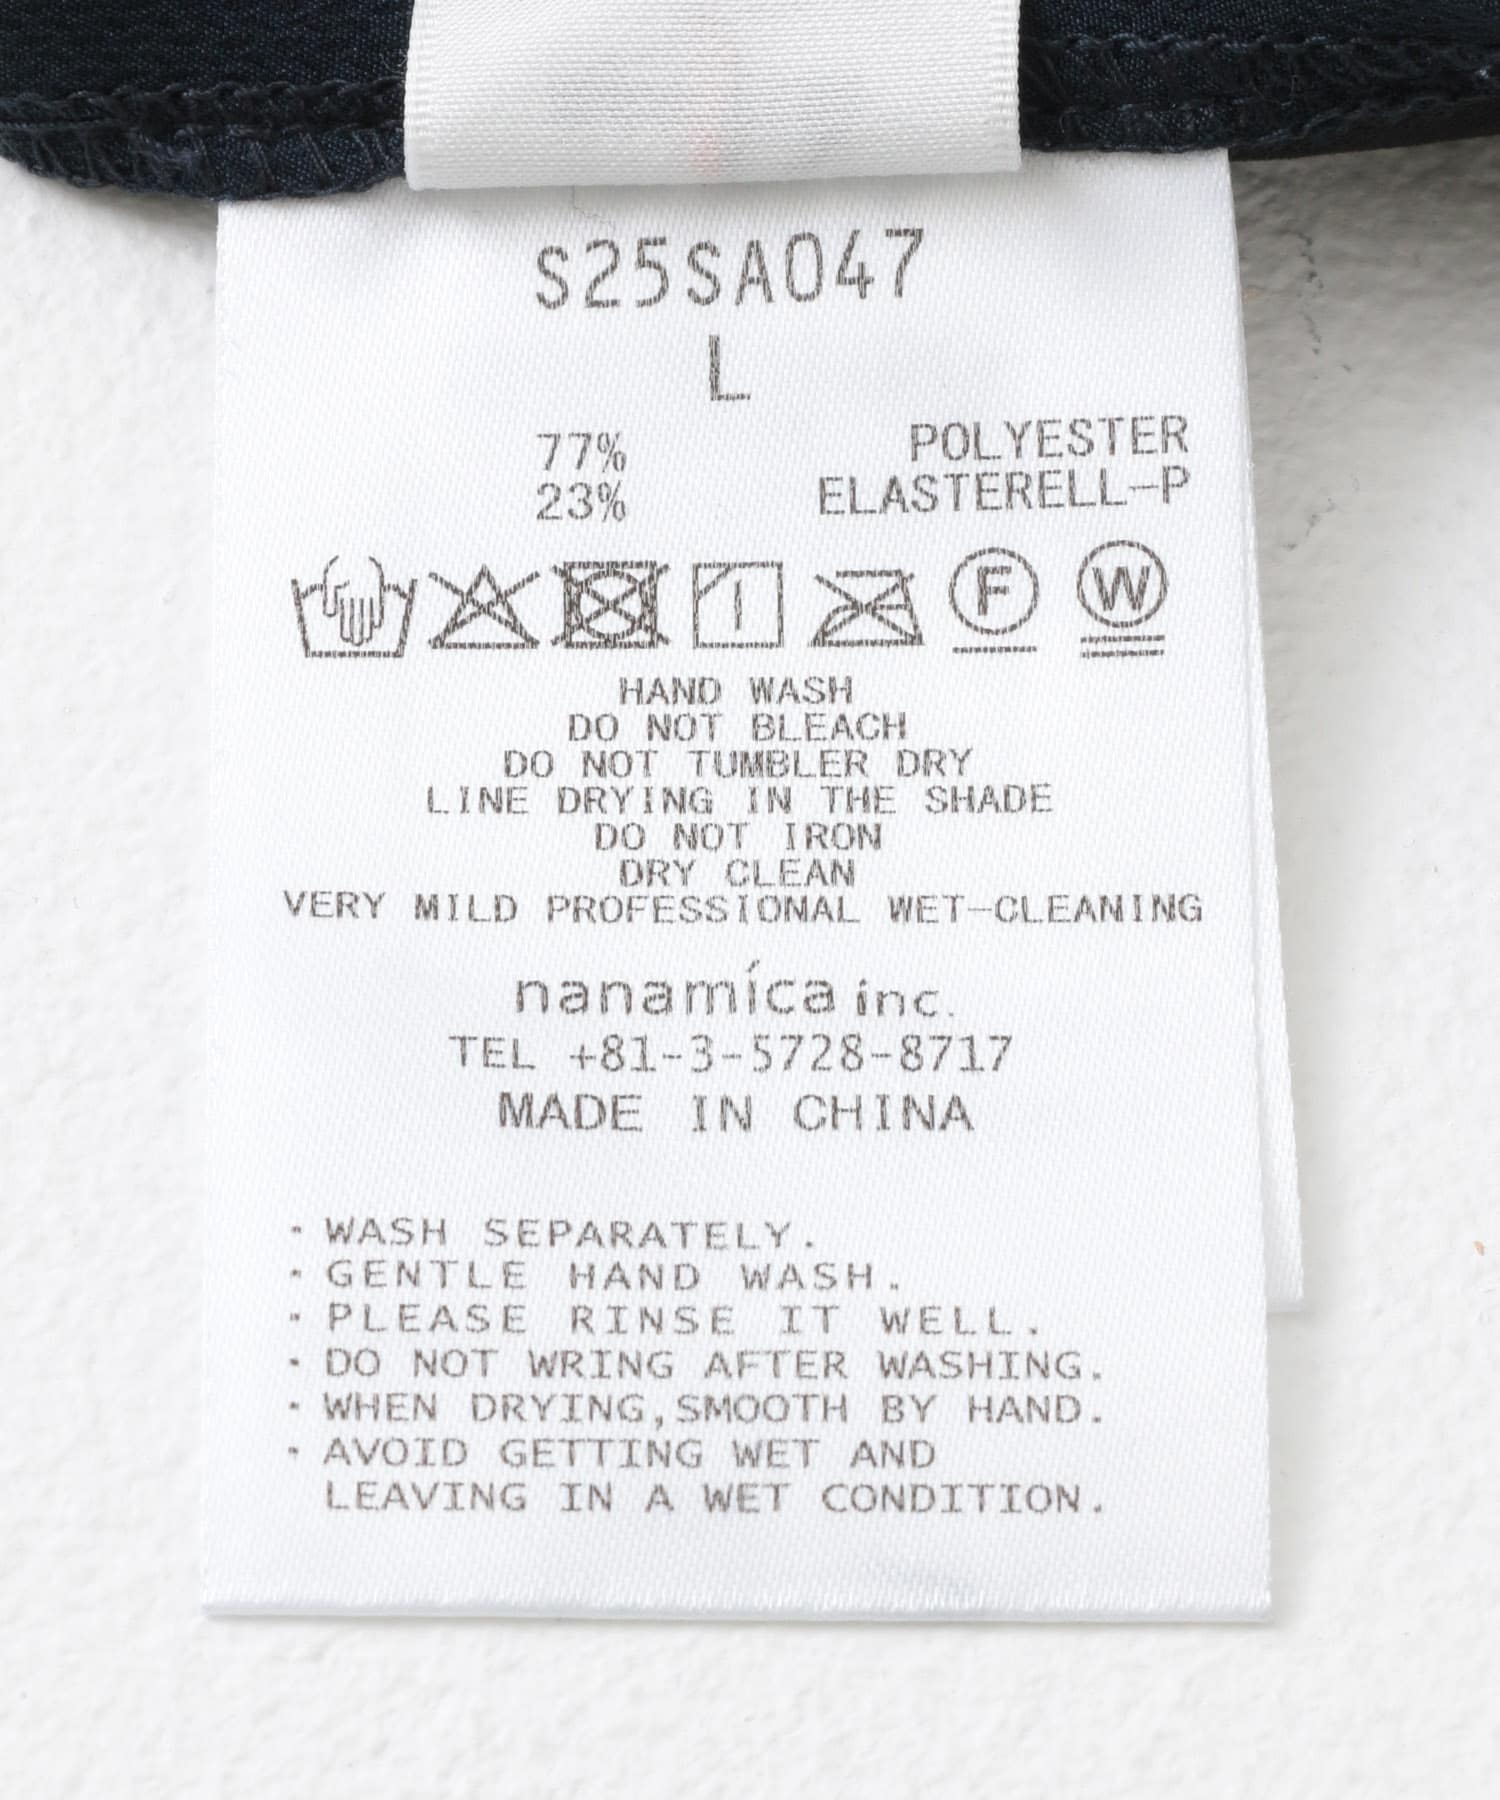 S25SA047
L
77% POLYESTER
23% ELASTERELL-P
F W
HAND WASH
DO NOT BLEACH
DO NOT TUMBLER DRY
LINE DRYING IN THE SHADE
DO NOT IRON
DRY CLEAN
VERY MILD PROFESSIONAL WET-CLEANING
nanamíca inc.
TEL +81-3-5728-8717
MADE IN CHINA
・WASH SEPARATELY.
・GENTLE HAND WASH.
・PLEASE RINSE IT WELL.
・DO NOT WRING AFTER WASHING.
・WHEN DRYING,SMOOTH BY HAND.
・AVOID GETTING WET AND
LEAVING IN A WET CONDITION.